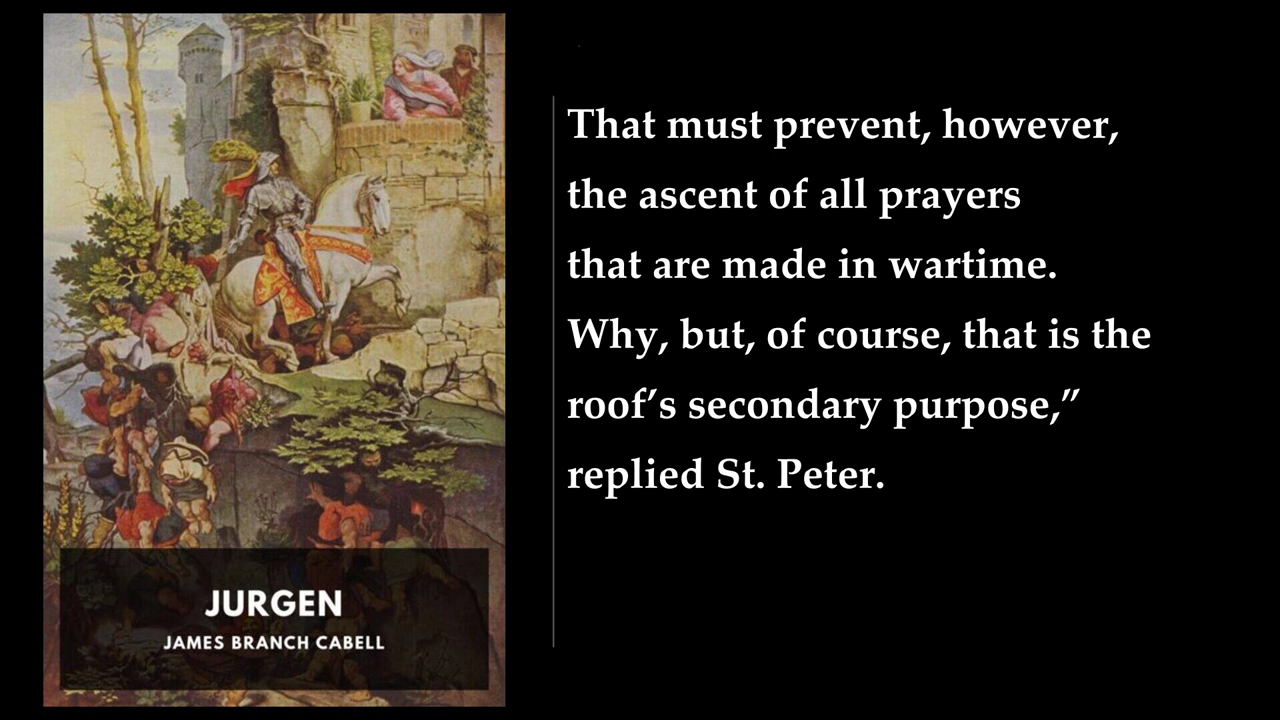 JURGEN
JAMES BRANCH CABELL
That must prevent, however,
the ascent of all prayers
that are made in wartime.
Why, but, of course, that is the
roof’s secondary purpose,”
replied St. Peter.